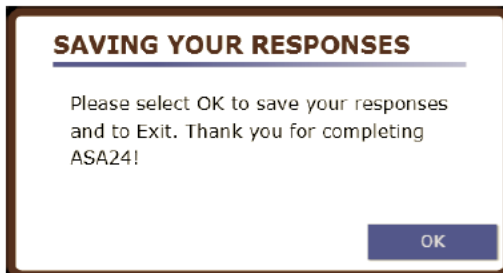 SAVING YOUR RESPONSES
Please select OK to save your responses
and to Exit. Thank you for completing
ASA24!
OK